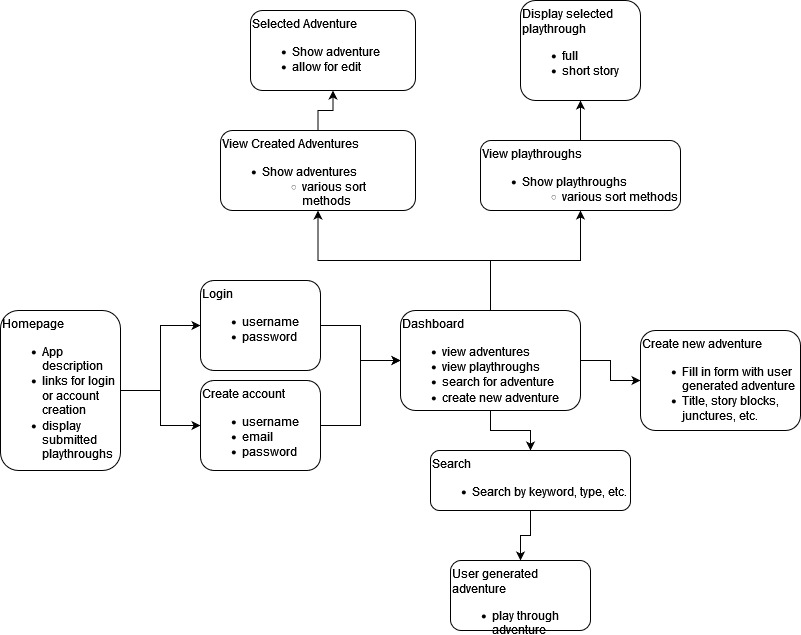 Selected Adventure
• Show adventure
• allow for edit
Display selected
playthrough
• full
• short story
View Created Adventures
• Show adventures
○ various sort
methods
View playthroughs
• Show playthroughs
○ various sort methods
Homepage
• App
description
• links for login
or account
creation
• display
submitted
playthroughs
Login
• username
• password
Create account
• username
• email
• password
Dashboard
• view adventures
• view playthroughs
• search for adventure
• create new adventure
Create new adventure
• Fill in form with user
generated adventure
• Title, story blocks,
junctures, etc.
Search
• Search by keyword, type, etc.
User generated
adventure
• play through
adventure